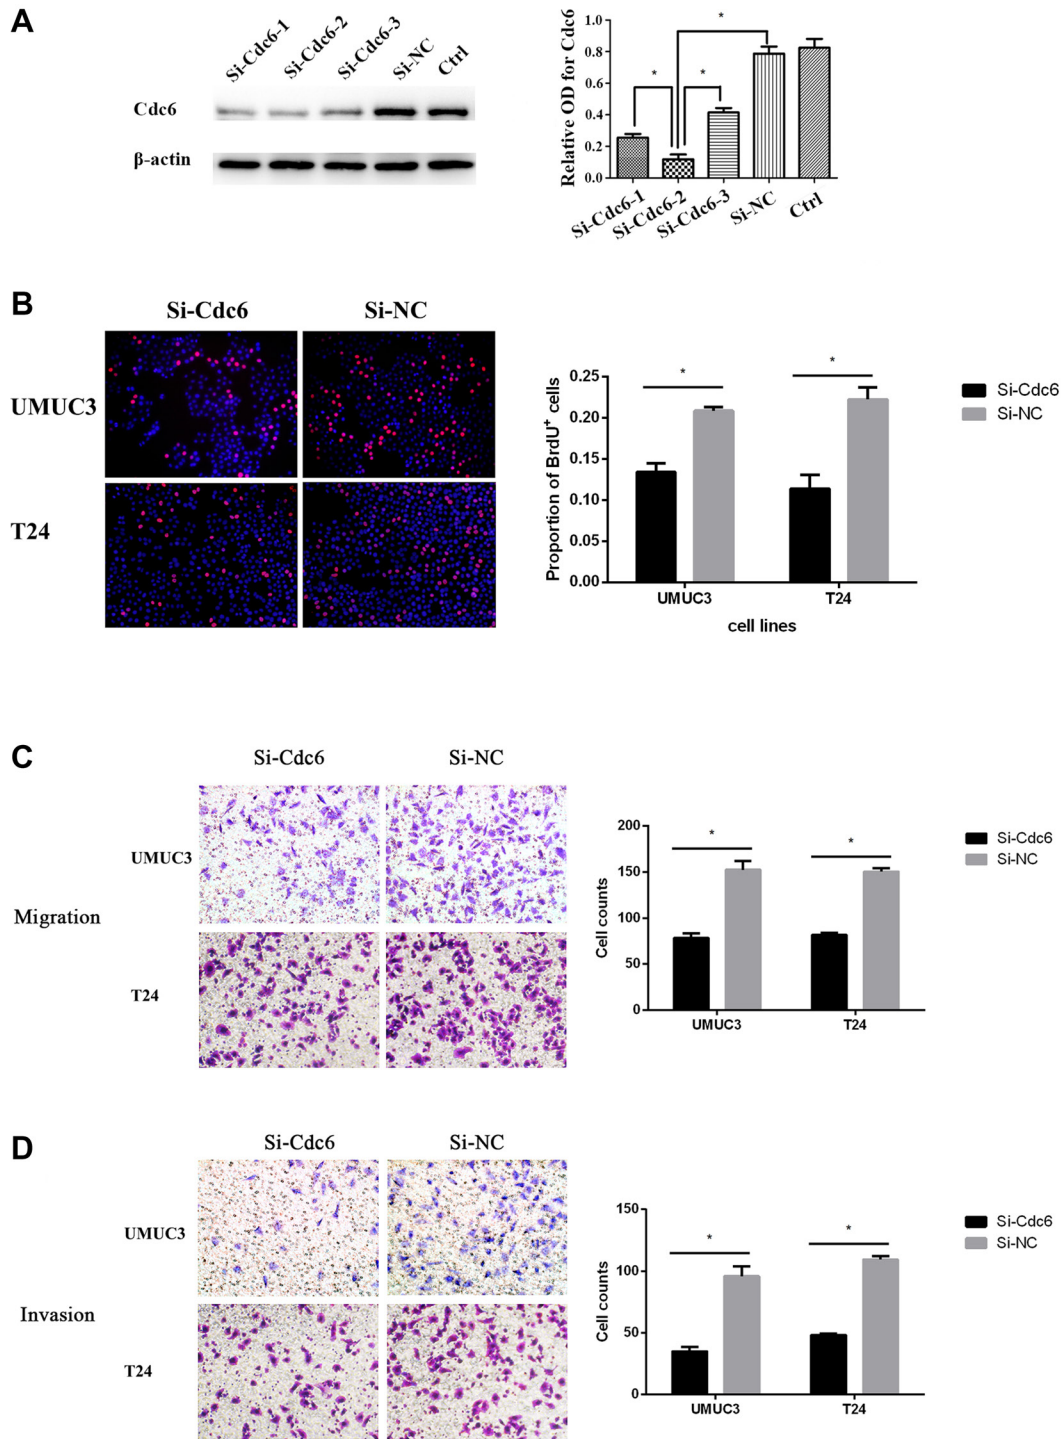 A
Si-Cdc6-1 Si-Cdc6-2 Si-Cdc6-3 Si-NC Ctrl
Cdc6
β-actin
Relative OD for Cdc6
1.0
0.8
0.6
0.4
0.2
0.0
* * *
Si-Cdc6-1 Si-Cdc6-2 Si-Cdc6-3 Si-NC Ctrl
B
Si-Cdc6 Si-NC
UMUC3
T24
Proportion of BrdU⁺ cells
0.25
0.20
0.15
0.10
0.05
0.00
* *
UMUC3 T24
cell lines
Si-Cdc6
Si-NC
C
Si-Cdc6 Si-NC
UMUC3
Migration
T24
Cell counts
200
150
100
50
0
* *
UMUC3 T24
Si-Cdc6
Si-NC
D
Si-Cdc6 Si-NC
UMUC3
Invasion
T24
Cell counts
150
100
50
0
* *
UMUC3 T24
Si-Cdc6
Si-NC